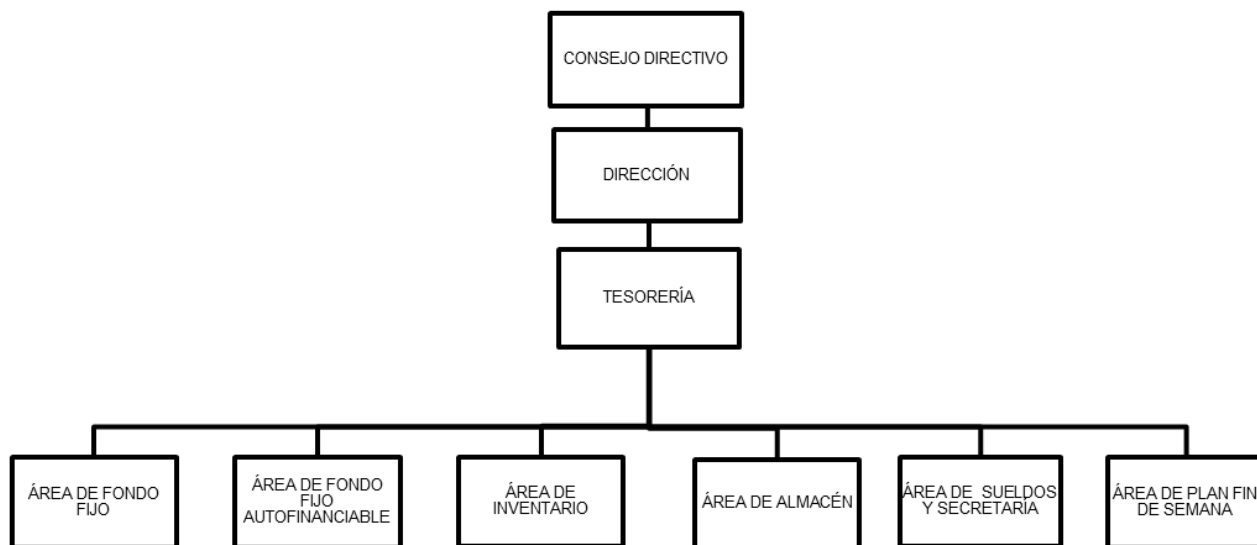 CONSEJO DIRECTIVO
DIRECCIÓN
TESORERÍA
ÁREA DE FONDO
FIJO
ÁREA DE FONDO
FIJO
AUTOFINANCIABLE
ÁREA DE
INVENTARIO
ÁREA DE ALMACÉN
ÁREA DE  SUELDOS
Y SECRETARÍA
ÁREA DE PLAN FIN
DE SEMANA